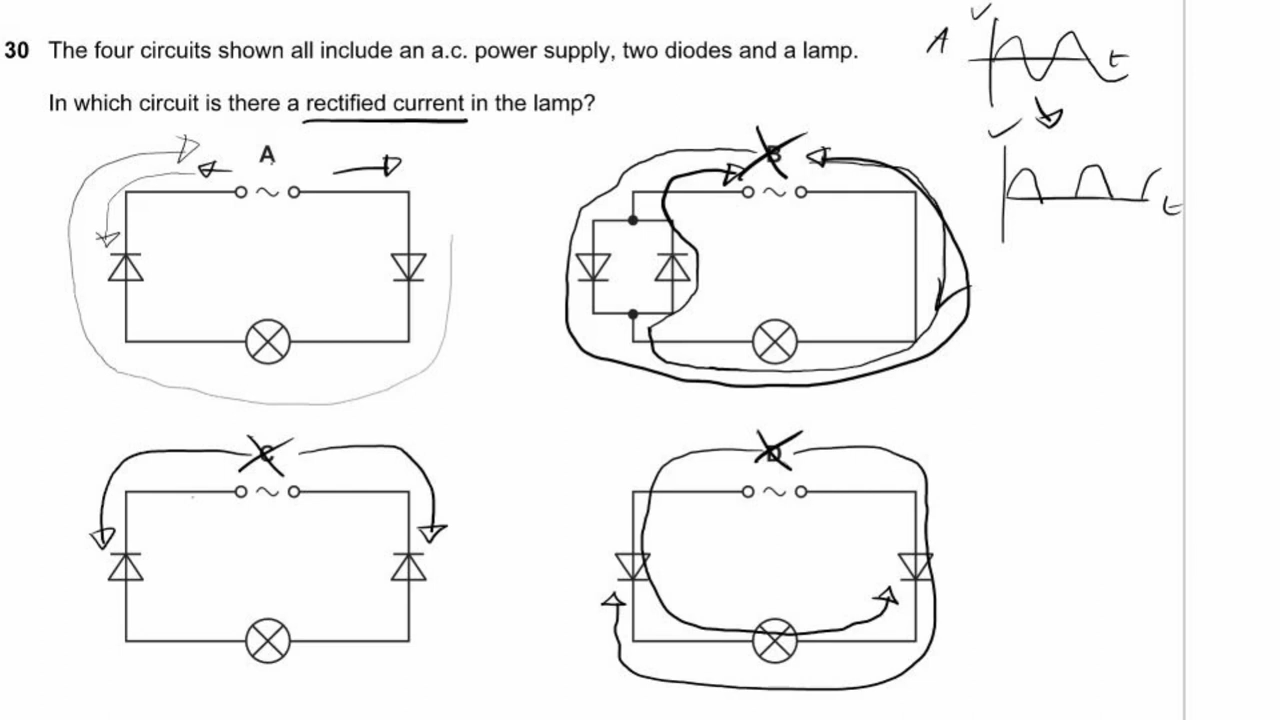 30 The four circuits shown all include an a.c. power supply, two diodes and a lamp.
In which circuit is there a rectified current in the lamp?
A
t
t
A
B
C
D